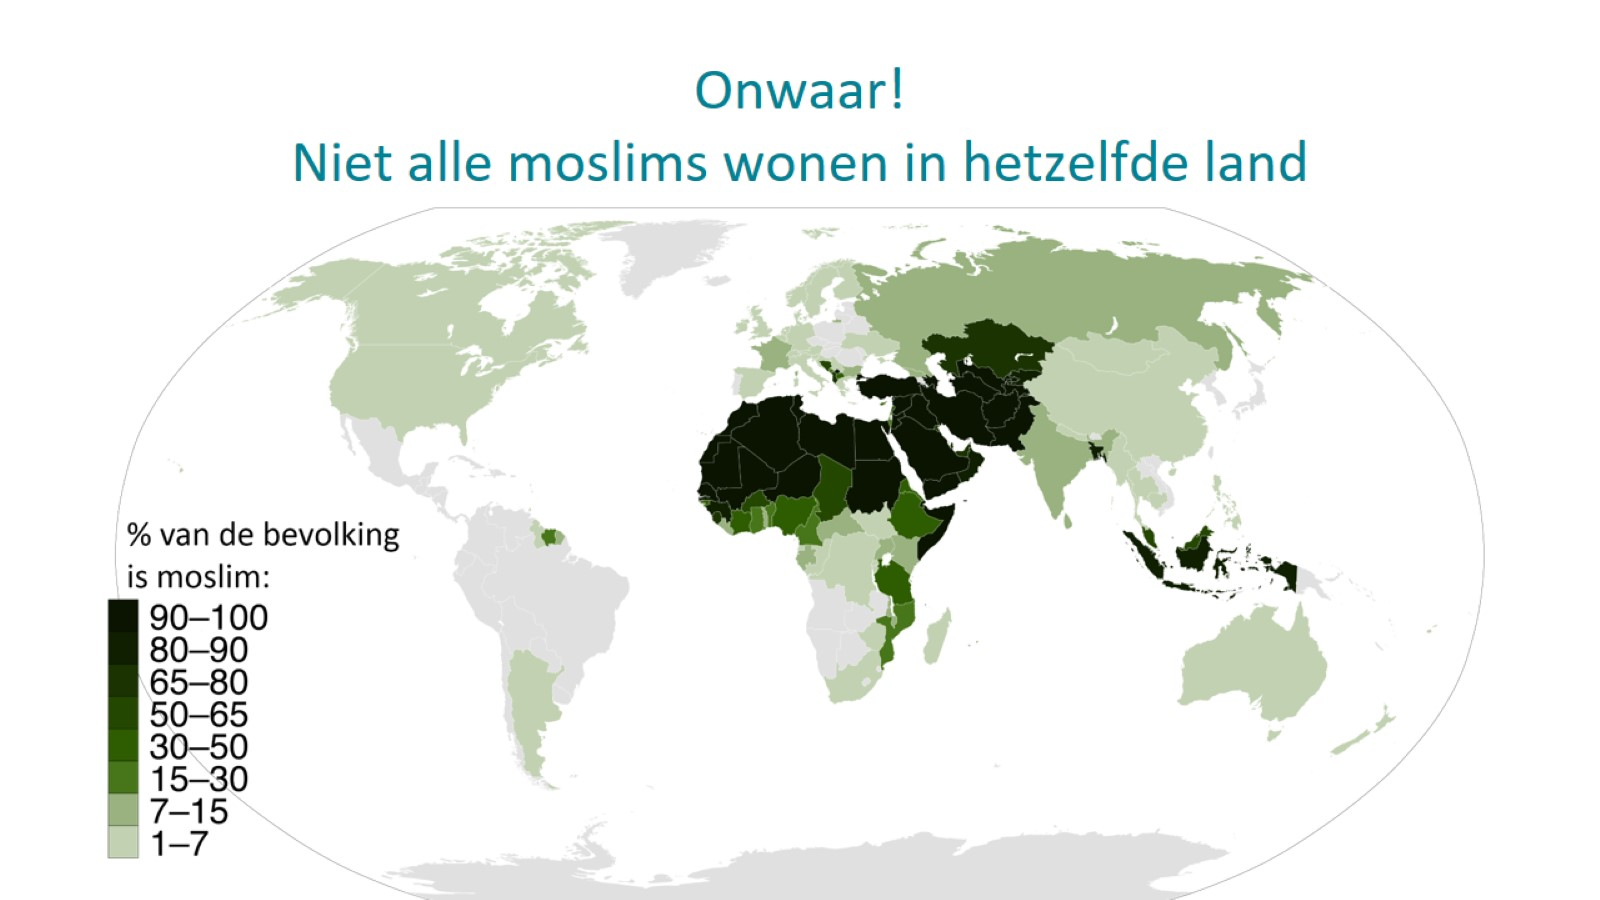 Onwaar!
Niet alle moslims wonen in hetzelfde land
% van de bevolking
is moslim:
90–100
80–90
65–80
50–65
30–50
15–30
7–15
1–7